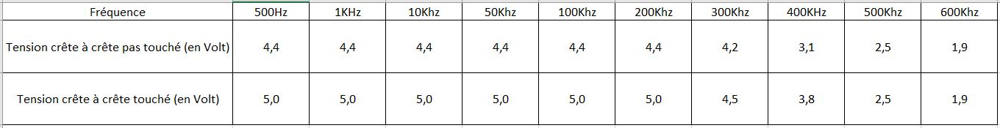 Fréquence 500Hz 1KHz 10Khz 50Khz 100Khz 200Khz 300Khz 400KHz 500Khz 600Khz
Tension crête à crête pas touché (en Volt) 4,4 4,4 4,4 4,4 4,4 4,4 4,2 3,1 2,5 1,9
Tension crête à crête touché (en Volt) 5,0 5,0 5,0 5,0 5,0 5,0 4,5 3,8 2,5 1,9